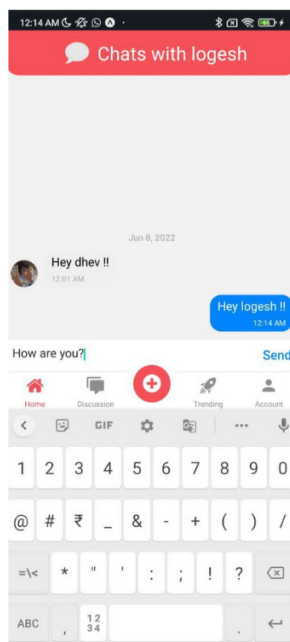 12:14 AM
Chats with logesh
Jun 6, 2022
Hey dhev !!
12:01 AM
Hey logesh !!
12:14 AM
How are you?
Send
Home
Discussion
Trending
Account
GIF
1 2 3 4 5 6 7 8 9 0
@ # ₹ _ & - + ( ) /
=\< * " ' : ; ! ?
ABC , 12 .
34